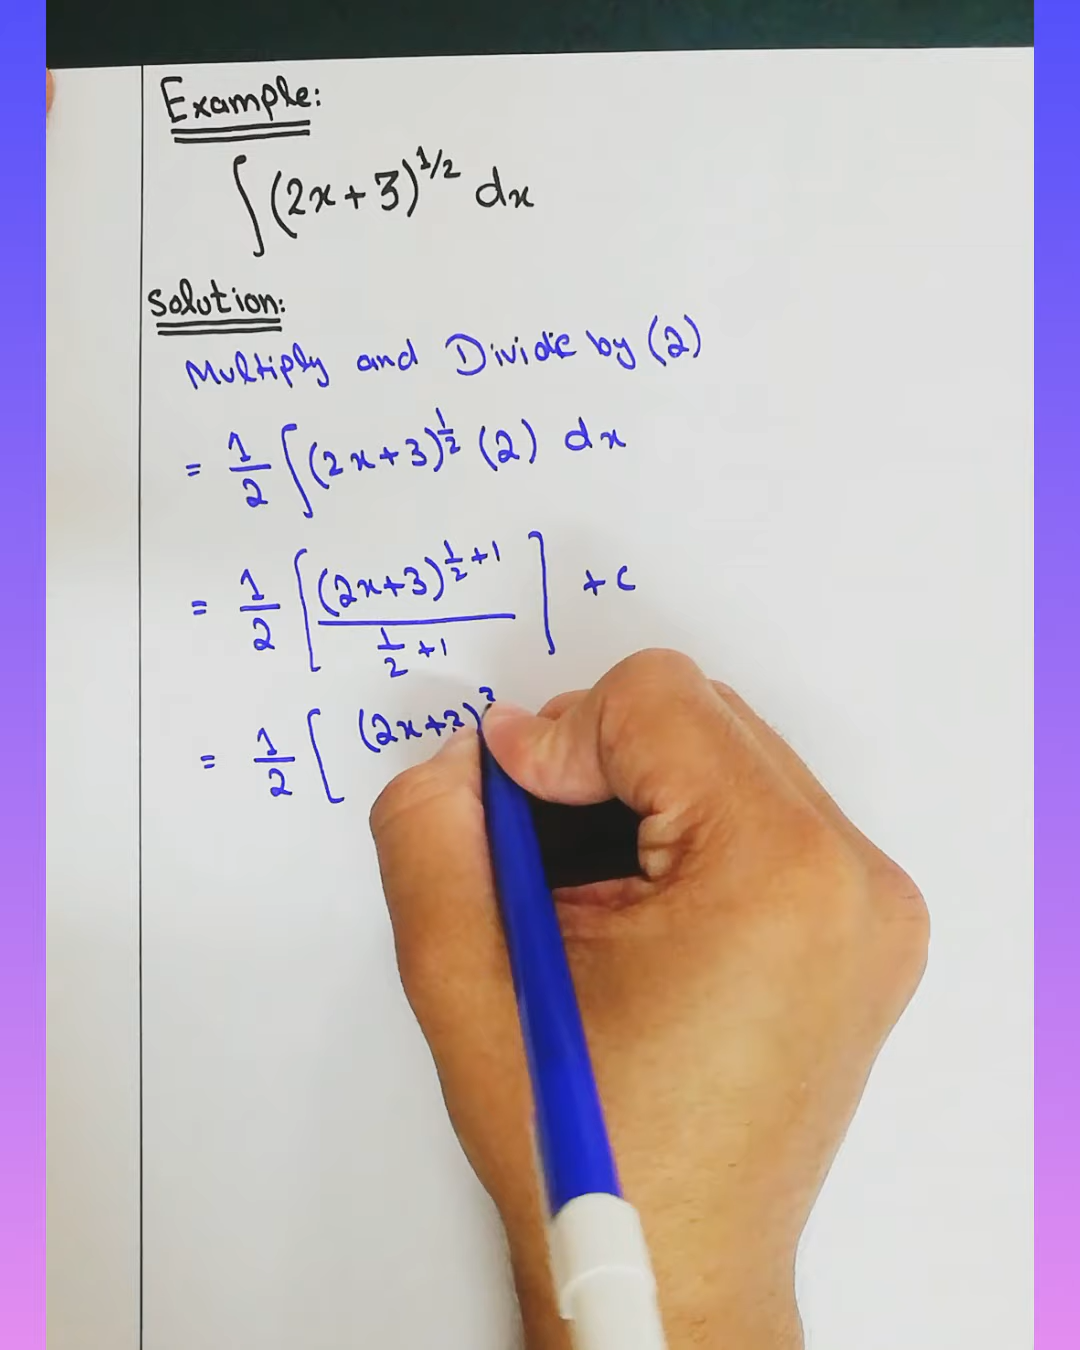 Example:
∫(2x+3)^1/2 dx
Solution:
Multiply and Divide by (2)
= 1/2 ∫(2x+3)^1/2 (2) dx
= 1/2 [(2x+3)^1/2+1 / 1/2+1] + c
= 1/2 [(2x+3)^3